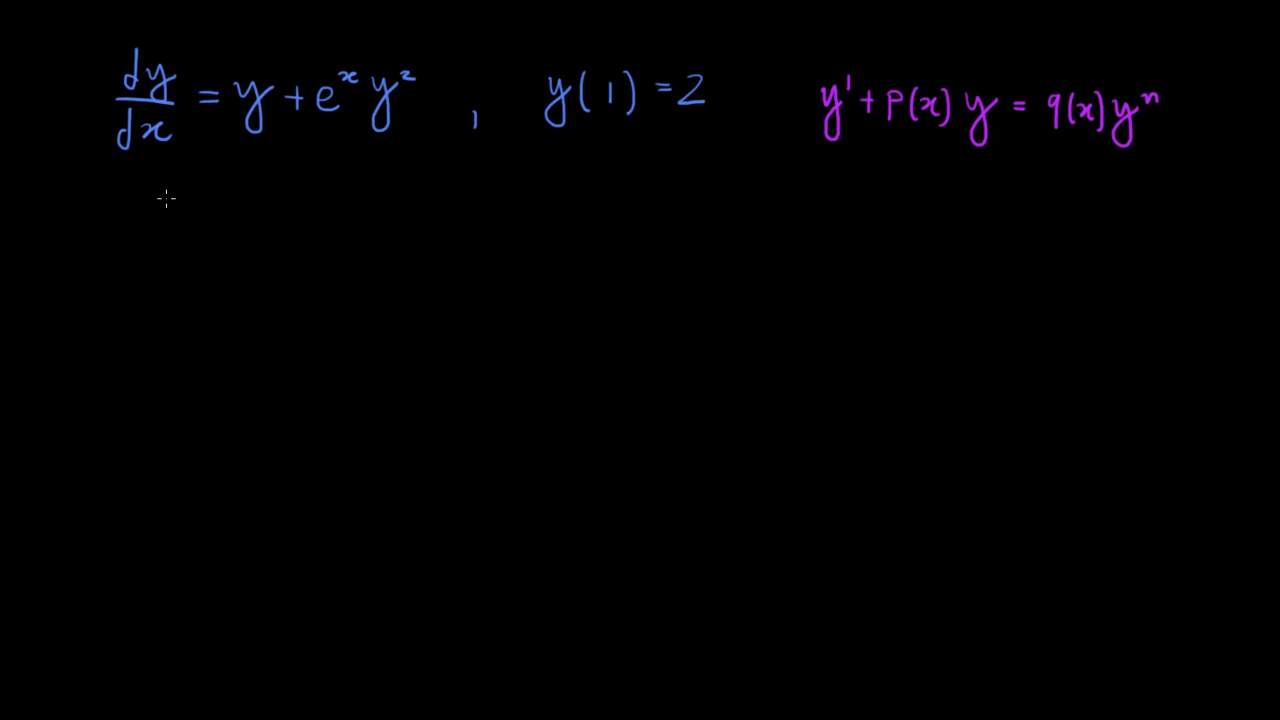 dy/dx = y + e^x y^2 , y(1) = 2
y' + p(x) y = q(x) y^n